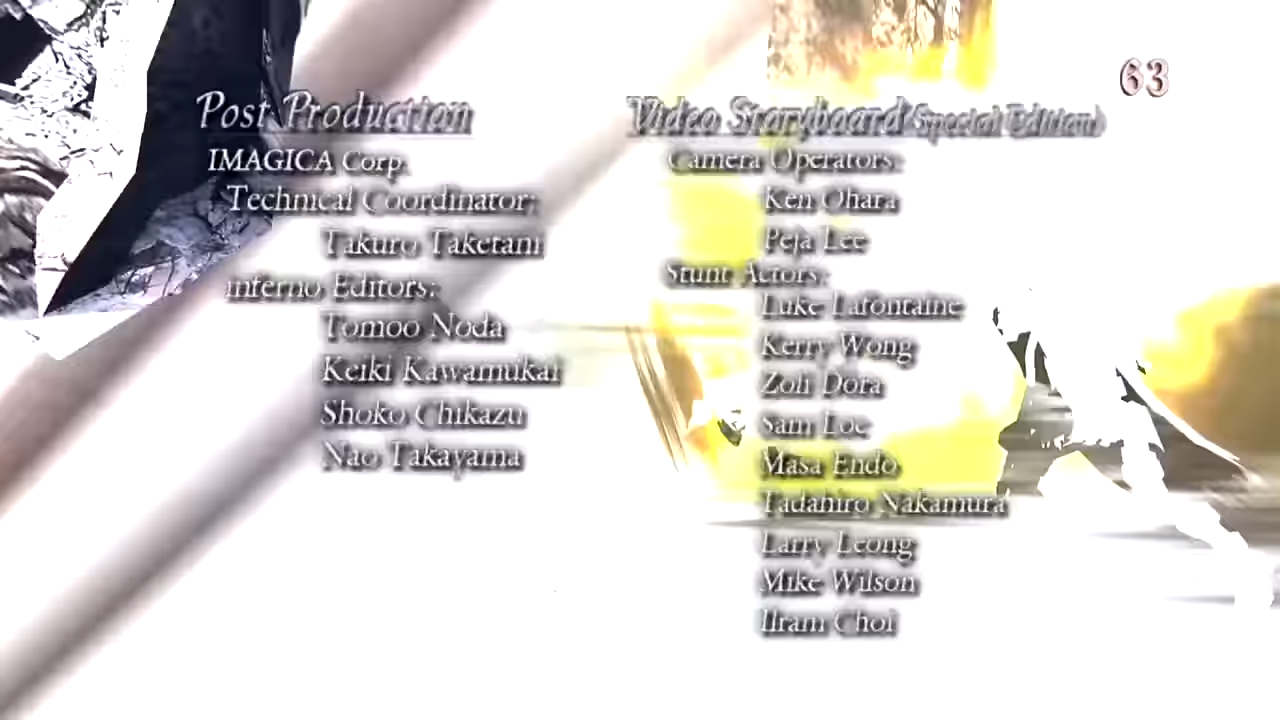 63
Post Production
IMAGICA Corp.
Technical Coordinator:
Takuro Taketani
inferno Editors:
Tomoo Noda
Keiki Kawamukai
Shoko Chikazu
Nao Takayama
Video Storyboard (Special Edition)
Camera Operators:
Ken Ohara
Peja Lee
Stunt Actors:
Luke Lafontaine
Kerry Wong
Zoli Dora
Sam Loc
Masa Endo
Tadahiro Nakamura
Larry Leong
Mike Wilson
Ilram Choi